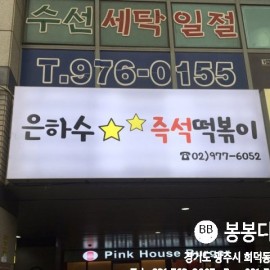 수선 세탁 일절
T.976-0155
은하수 즉석떡볶이
☎02)977-6052
BB 봉봉
경기도 광주시 회덕동
Pink House